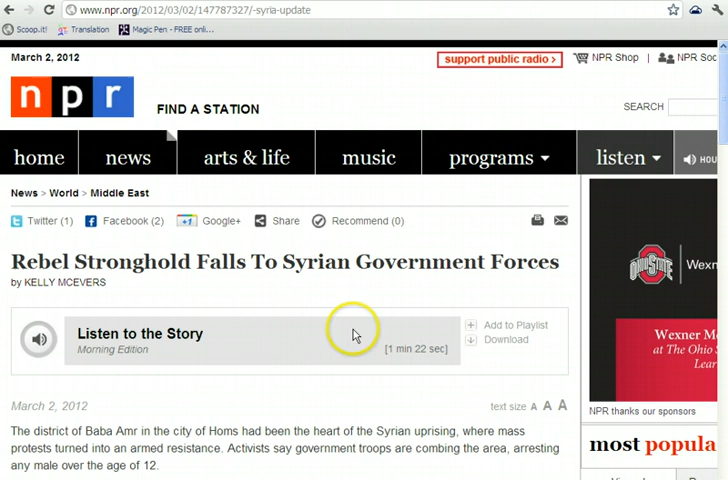 www.npr.org/2012/03/02/147787327/-syria-update
Scoop.it! Translation Magic Pen - FREE onli...
March 2, 2012
support public radio >
NPR Shop | NPR Soc
n p r
FIND A STATION
SEARCH
home news arts & life music programs listen HOU
News > World > Middle East
Twitter (1) Facebook (2) +1 Google+ Share Recommend (0)
Rebel Stronghold Falls To Syrian Government Forces
by KELLY MCEVERS
Listen to the Story
Morning Edition
[1 min 22 sec]
Add to Playlist
Download
March 2, 2012
text size A A A
The district of Baba Amr in the city of Homs had been the heart of the Syrian uprising, where mass
protests turned into an armed resistance. Activists say government troops are combing the area, arresting
any male over the age of 12.
OHIO STATE
Wexn
Wexner M
at The Ohio S
Lear
NPR thanks our sponsors
most popula